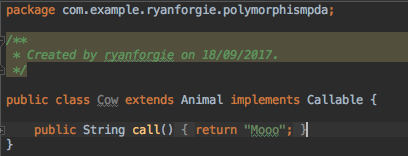 package com.example.ryanforgie.polymorphismpda;
/**
 * Created by ryanforgie on 18/09/2017.
 */
public class Cow extends Animal implements Callable {
public String call() { return "Mooo"; }
}